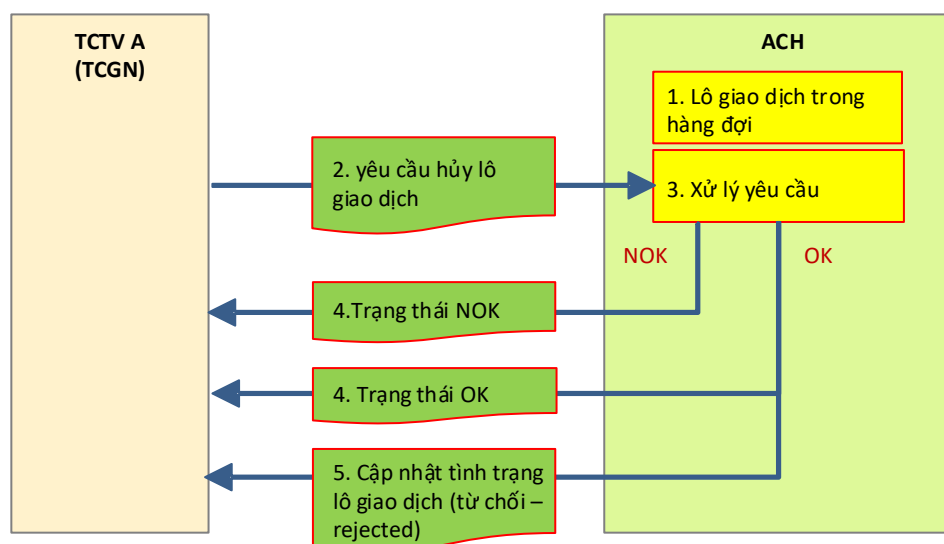 TCTV A
(TCGN)
ACH
1. Lô giao dịch trong
hàng đợi
2. yêu cầu hủy lô
giao dịch
3. Xử lý yêu cầu
NOK
OK
4.Trạng thái NOK
4. Trạng thái OK
5. Cập nhật tình trạng
lô giao dịch (từ chối –
rejected)